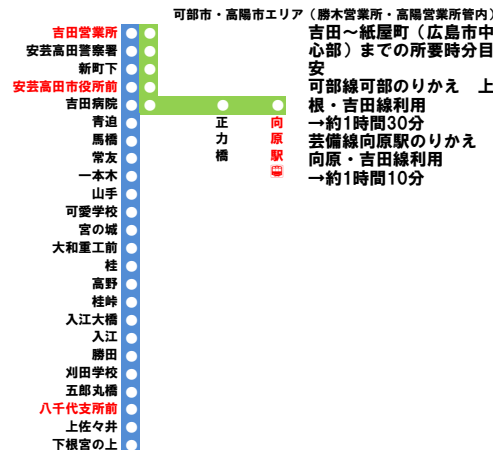 可部市・高陽市エリア（勝木営業所・高陽営業所管内）
吉田営業所
安芸高田警察署
新町下
安芸高田市役所前
吉田病院
青迫
馬橋
常友
一本木
山手
可愛学校
宮の城
大和重工前
桂
高野
桂峠
入江大橋
入江
勝田
刈田学校
五郎丸橋
八千代支所前
上佐々井
下根宮の上
正力橋
向原駅
吉田～紙屋町（広島市中
心部）までの所要時分目
安
可部線可部のりかえ　上
根・吉田線利用
→約1時間30分
芸備線向原駅のりかえ
向原・吉田線利用
→約1時間10分